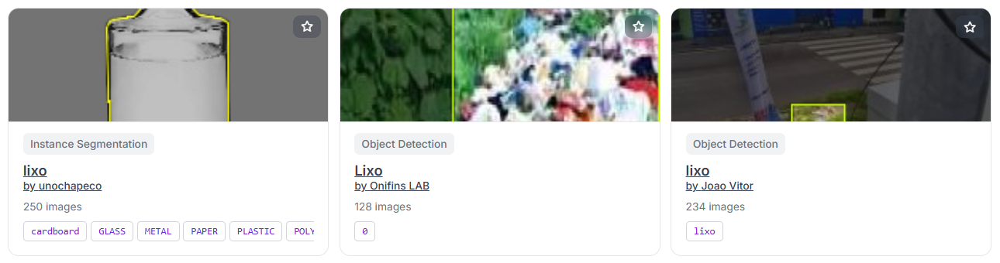 Instance Segmentation
lixo
by unochapeco
250 images
cardboard GLASS METAL PAPER PLASTIC POLY
Object Detection
Lixo
by Onifins LAB
128 images
0
Object Detection
lixo
by Joao Vitor
234 images
lixo